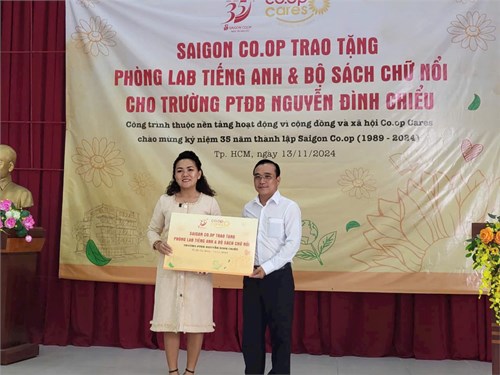 35
co.op
cares
SAIGON CO.OP TRAO TẶNG
PHÒNG LAB TIẾNG ANH & BỘ SÁCH CHỮ NỔI
CHO TRƯỜNG PTĐB NGUYỄN ĐÌNH CHIỂU
Công trình thuộc nền tảng hoạt động vì cộng đồng và xã hội Co.op Cares
chào mừng kỷ niệm 35 năm thành lập Saigon Co.op (1989 - 2024)
Tp. HCM, ngày 13/11/2024
SAIGON CO.OP TRAO TẶNG
PHÒNG LAB TIẾNG ANH & BỘ SÁCH CHỮ NỔI